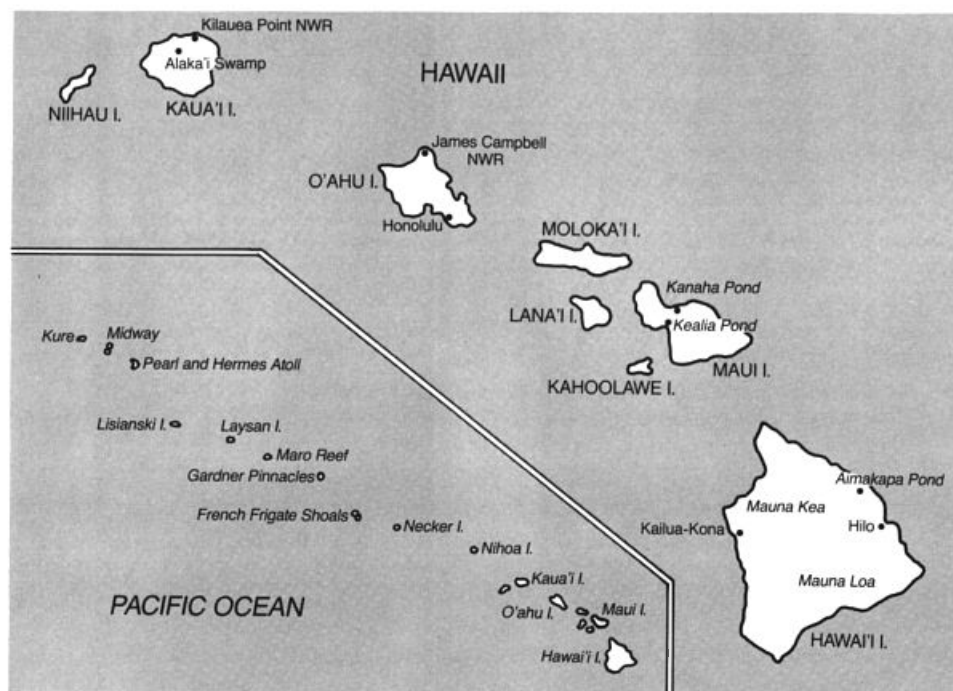 Kilauea Point NWR
Alaka'i Swamp
NIIHAU I.
KAUA'I I.
HAWAII
James Campbell
NWR
O'AHU I.
Honolulu
MOLOKA'I I.
Kanaha Pond
LANA'I I.
Kealia Pond
MAUI I.
KAHOOLAWE I.
Aimakapa Pond
Mauna Kea
Kailua-Kona
Hilo
Mauna Loa
HAWAI'I I.
Kure
Midway
Pearl and Hermes Atoll
Lisianski I.
Laysan I.
Maro Reef
Gardner Pinnacles
French Frigate Shoals
Necker I.
Nihoa I.
Kaua'i I.
O'ahu I.
Maui I.
Hawai'i I.
PACIFIC OCEAN